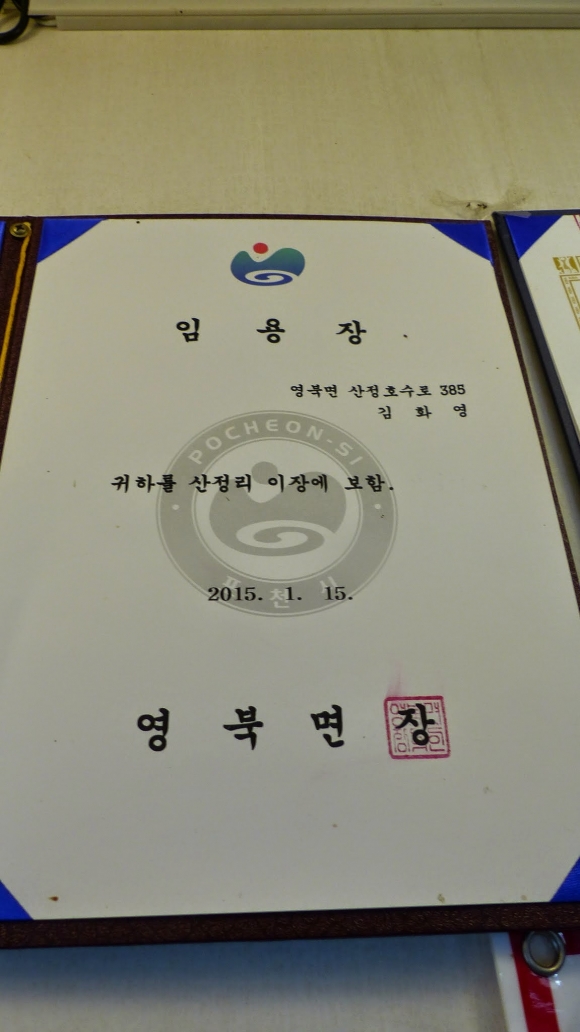 임 용 장
영북면 산정호수로 385
김 화 영
POCHEON-SI
귀하를 산정리 이장에 보함.
포천시
2015. 1. 15.
영 북 면 장